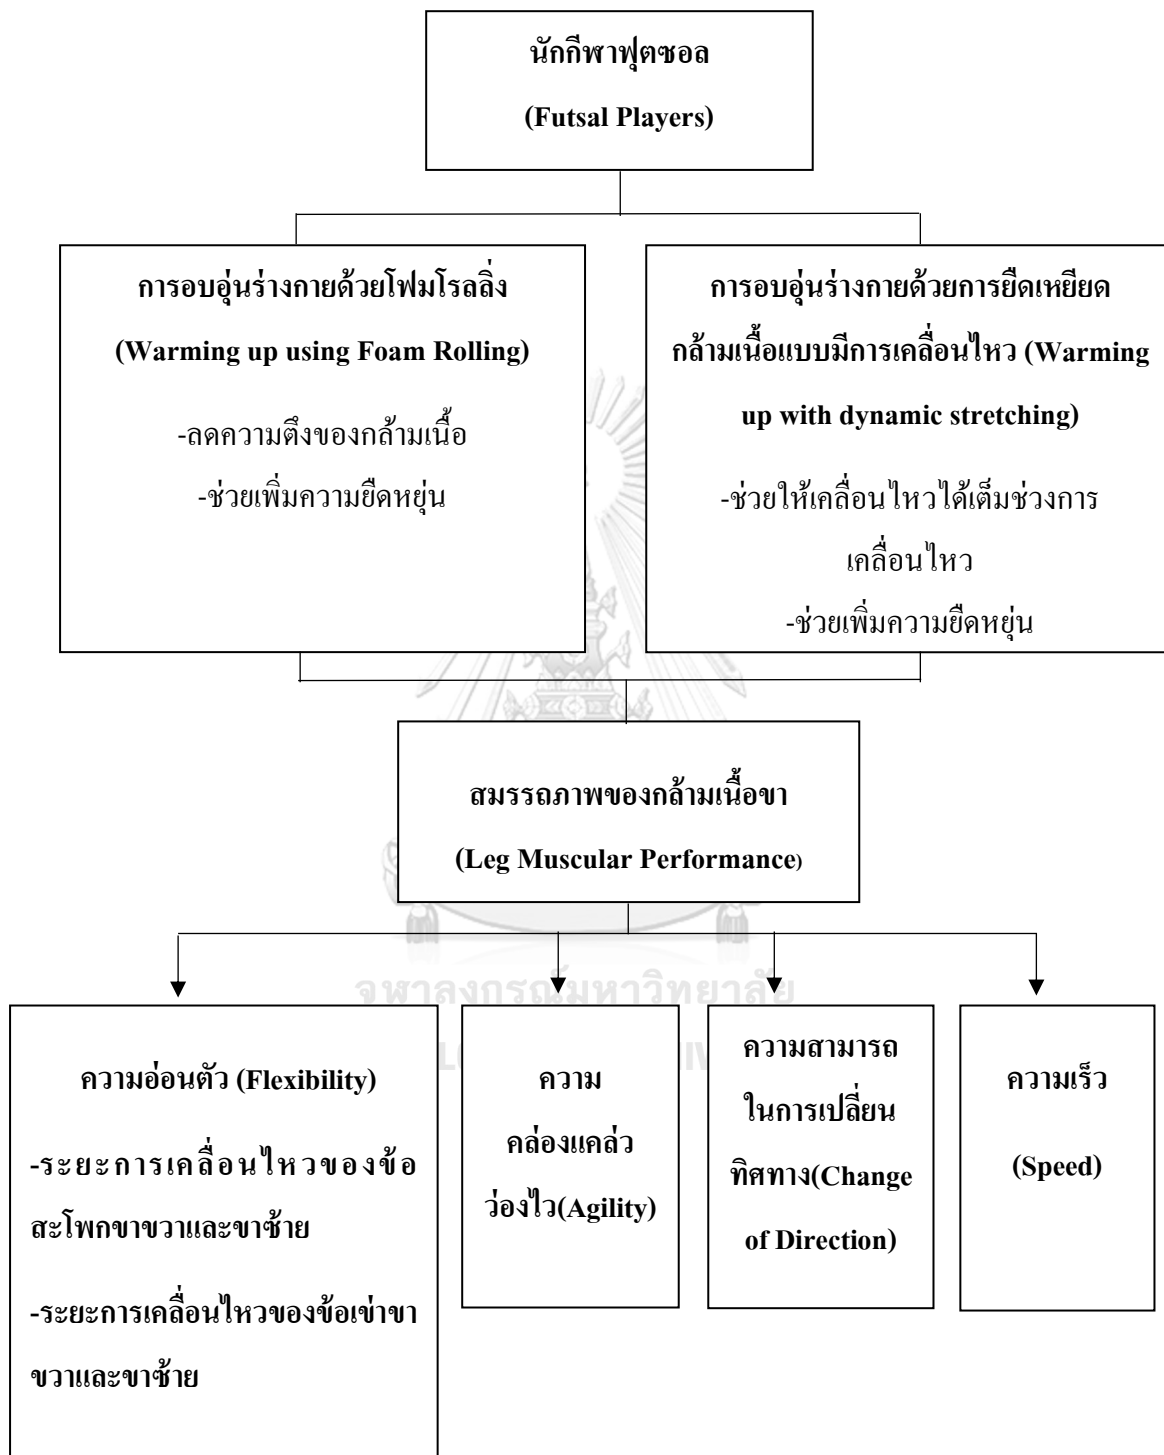 นักกีฬาฟุตซอล
(Futsal Players)
การอบอุ่นร่างกายด้วยโฟมโรลลิ่ง
(Warming up using Foam Rolling)
-ลดความตึงของกล้ามเนื้อ
-ช่วยเพิ่มความยืดหยุ่น
การอบอุ่นร่างกายด้วยการยืดเหยียด
กล้ามเนื้อแบบมีการเคลื่อนไหว (Warming
up with dynamic stretching)
-ช่วยให้เคลื่อนไหวได้เต็มช่วงการ
เคลื่อนไหว
-ช่วยเพิ่มความยืดหยุ่น
สมรรถภาพของกล้ามเนื้อขา
(Leg Muscular Performance)
จุฬาลงกรณ์มหาวิทยาลัย
ความอ่อนตัว (Flexibility)
-ระยะการเคลื่อนไหวของข้อ
สะโพกขาขวาและขาซ้าย
-ระยะการเคลื่อนไหวของข้อเข่าขา
ขวาและขาซ้าย
ความ
คล่องแคล่ว
ว่องไว(Agility)
ความสามารถ
ในการเปลี่ยน
ทิศทาง(Change
of Direction)
ความเร็ว
(Speed)